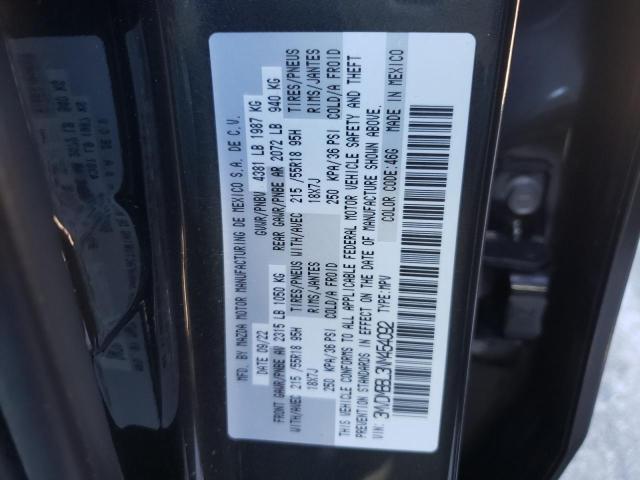 MFD. BY MAZDA MOTOR MANUFACTURING DE MEXICO S.A. DE C.V.
DATE 09/22 GVWR/PNBV 4381 LB 1987 KG
FRONT GAWR/PNBE AV 2315 LB 1050 KG REAR GAWR/PNBE AR 2072 LB 940 KG
WITH/AVEC 215 /55R18 95H TIRES/PNEUS WITH/AVEC 215 /55R18 95H TIRES/PNEUS
18X7J RIMS/JANTES 18X7J RIMS/JANTES
250 KPA/36 PSI COLD/A FROID 250 KPA/36 PSI COLD/A FROID
THIS VEHICLE CONFORMS TO ALL APPLICABLE FEDERAL MOTOR VEHICLE SAFETY AND THEFT
PREVENTION STANDARDS IN EFFECT ON THE DATE OF MANUFACTURE SHOWN ABOVE.
COLOR CODE:46G MADE IN MEXICO
VIN: TYPE:MPV